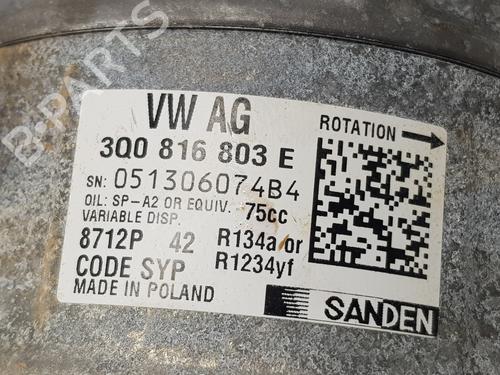 VW AG
ROTATION
3Q0 816 803 E
SN: 051306074B4
OIL: SP-A2 OR EQUIV. 75cc
VARIABLE DISP.
8712P 42 R134a or
CODE SYP R1234yf
MADE IN POLAND
SANDEN
B-PARTS